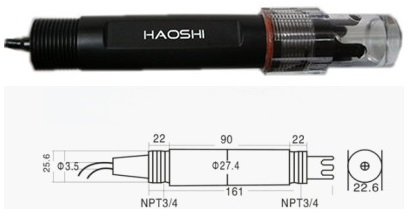 HAOSHI
22 90 22
25.6 Φ3.5 Φ27.4
161 22.6
NPT3/4 NPT3/4